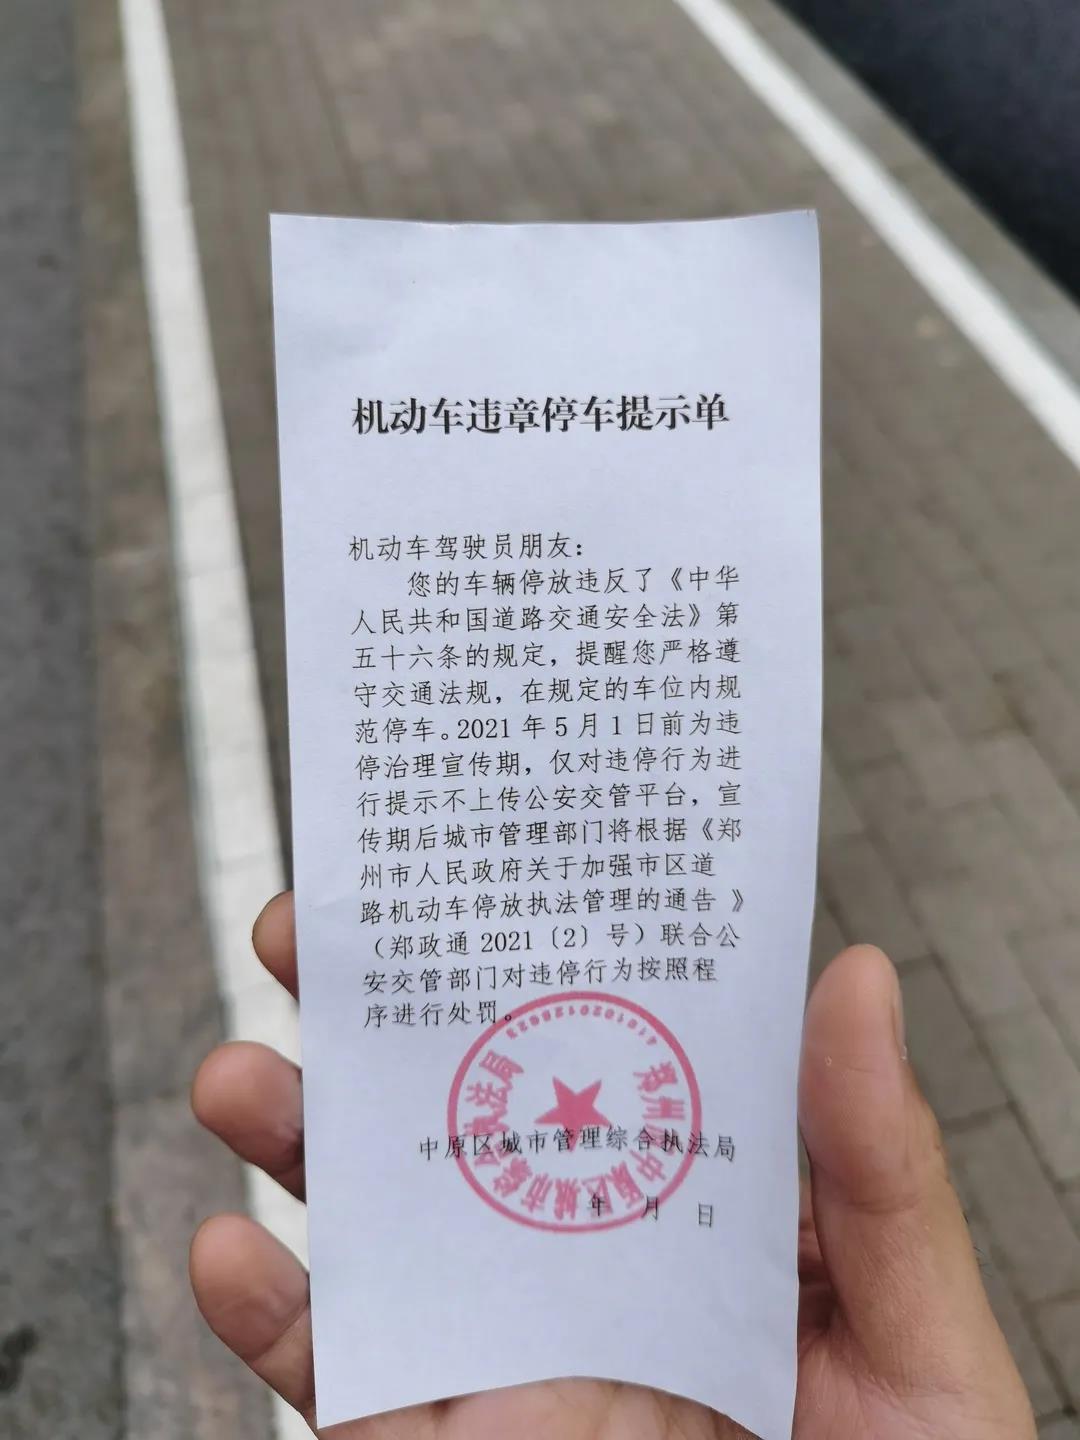 机动车违章停车提示单
机动车驾驶员朋友：
您的车辆停放违反了《中华
人民共和国道路交通安全法》第
五十六条的规定，提醒您严格遵
守交通法规，在规定的车位内规
范停车。2021年5月1日前为违
停治理宣传期，仅对违停行为进
行提示不上传公安交管平台，宣
传期后城市管理部门将根据《郑
州市人民政府关于加强市区道
路机动车停放执法管理的通告 》
（郑政通 2021〔2〕号）联合公
安交管部门对违停行为按照程
序进行处罚。
中原区城市管理综合执法局
年 月 日